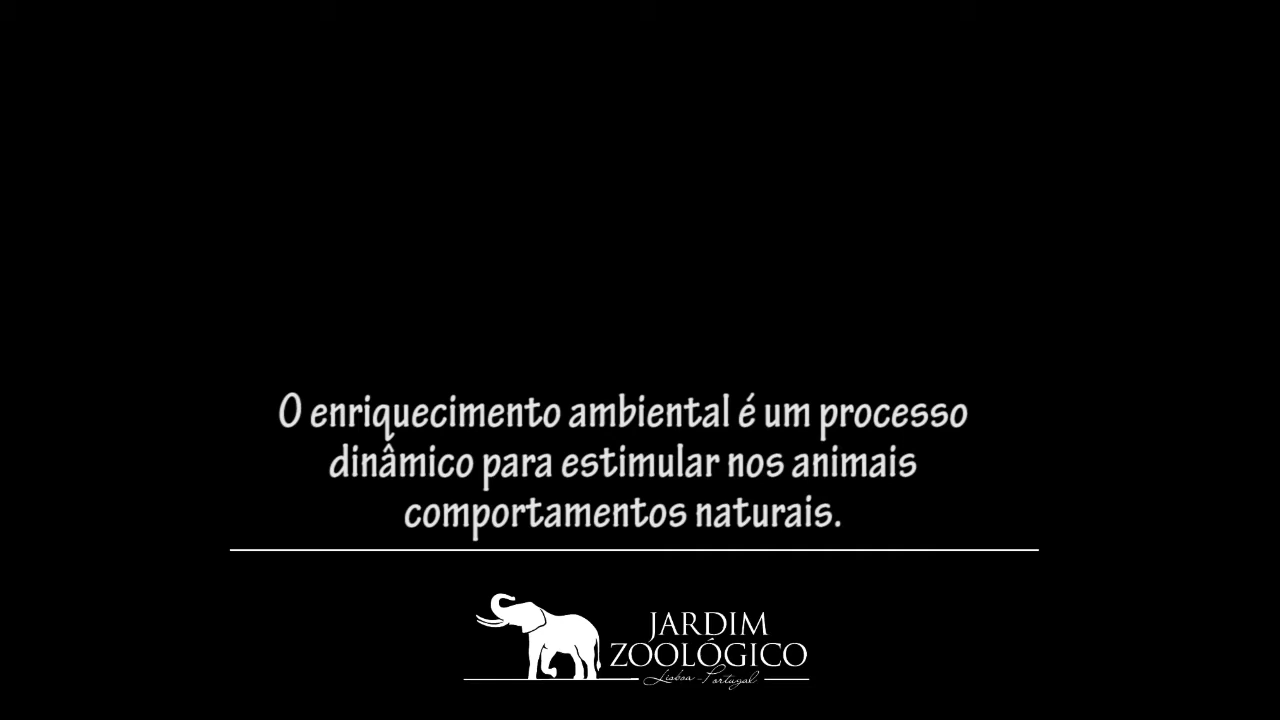 O enriquecimento ambiental é um processo
dinâmico para estimular nos animais
comportamentos naturais.
JARDIM
ZOOLÓGICO
Lisboa - Portugal